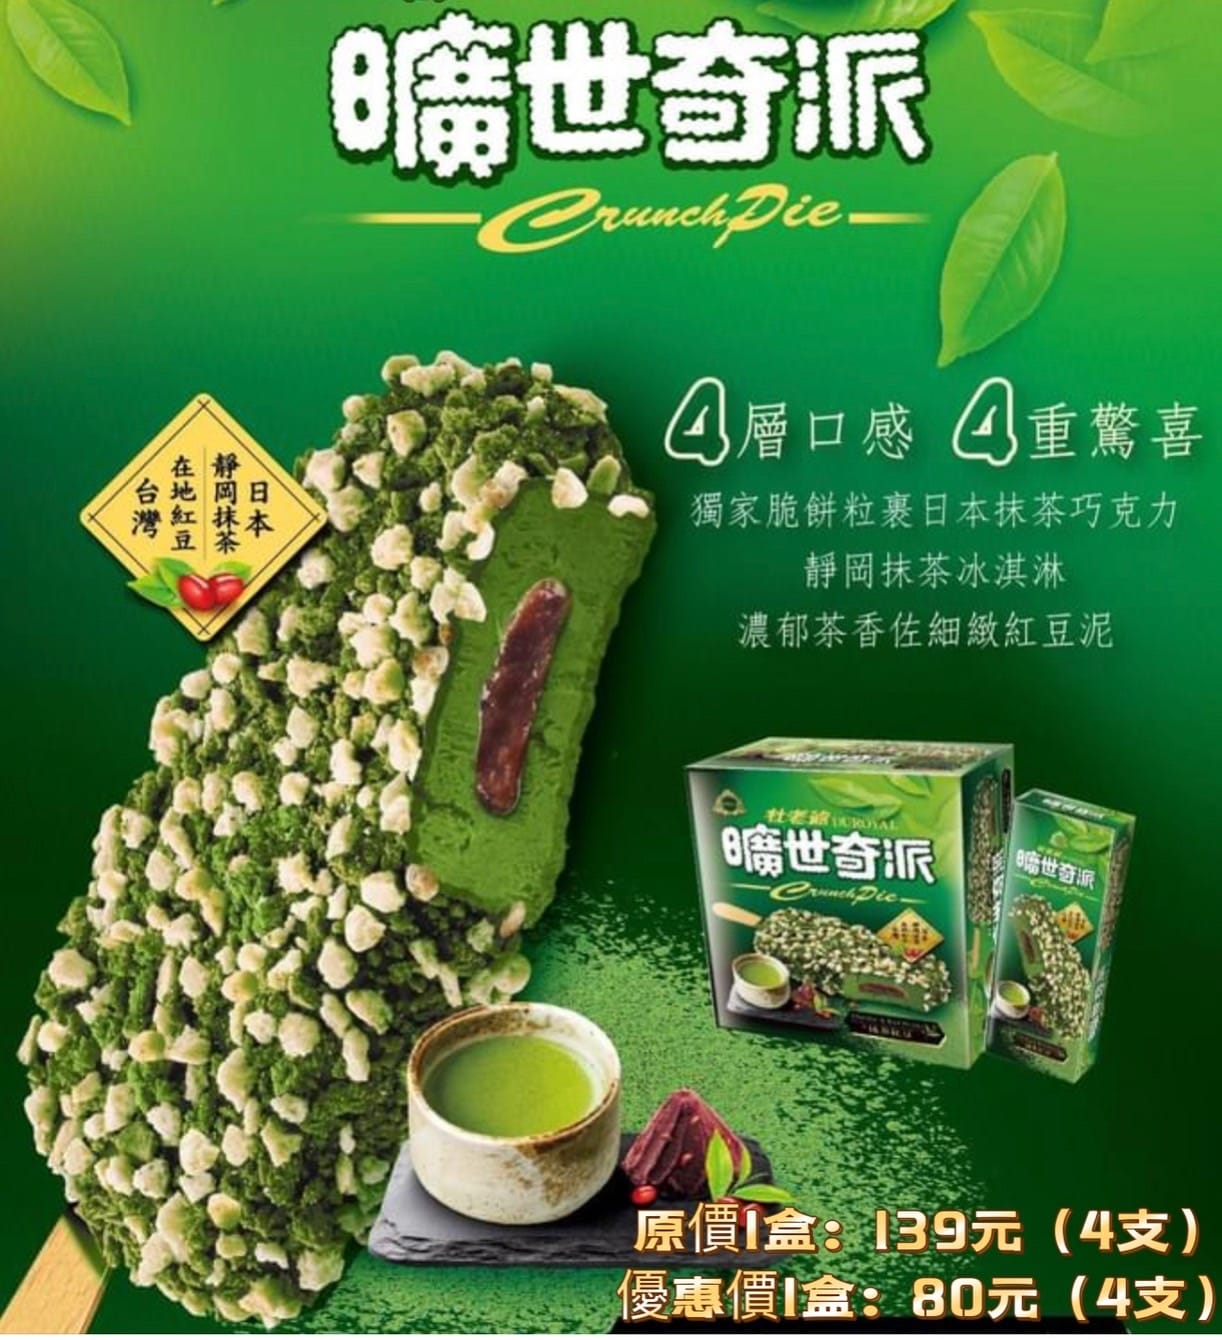 曠世奇派
CrunchPie
4層口感 4重驚喜
獨家脆餅粒裹日本抹茶巧克力
靜岡抹茶冰淇淋
濃郁茶香佐細緻紅豆泥
日本
靜岡抹茶
在地紅豆
台灣
杜老爺 DUROYAL
曠世奇派
CrunchPie
曠世奇派
CrunchPie
原價1盒：139元（4支）
優惠價1盒：80元（4支）